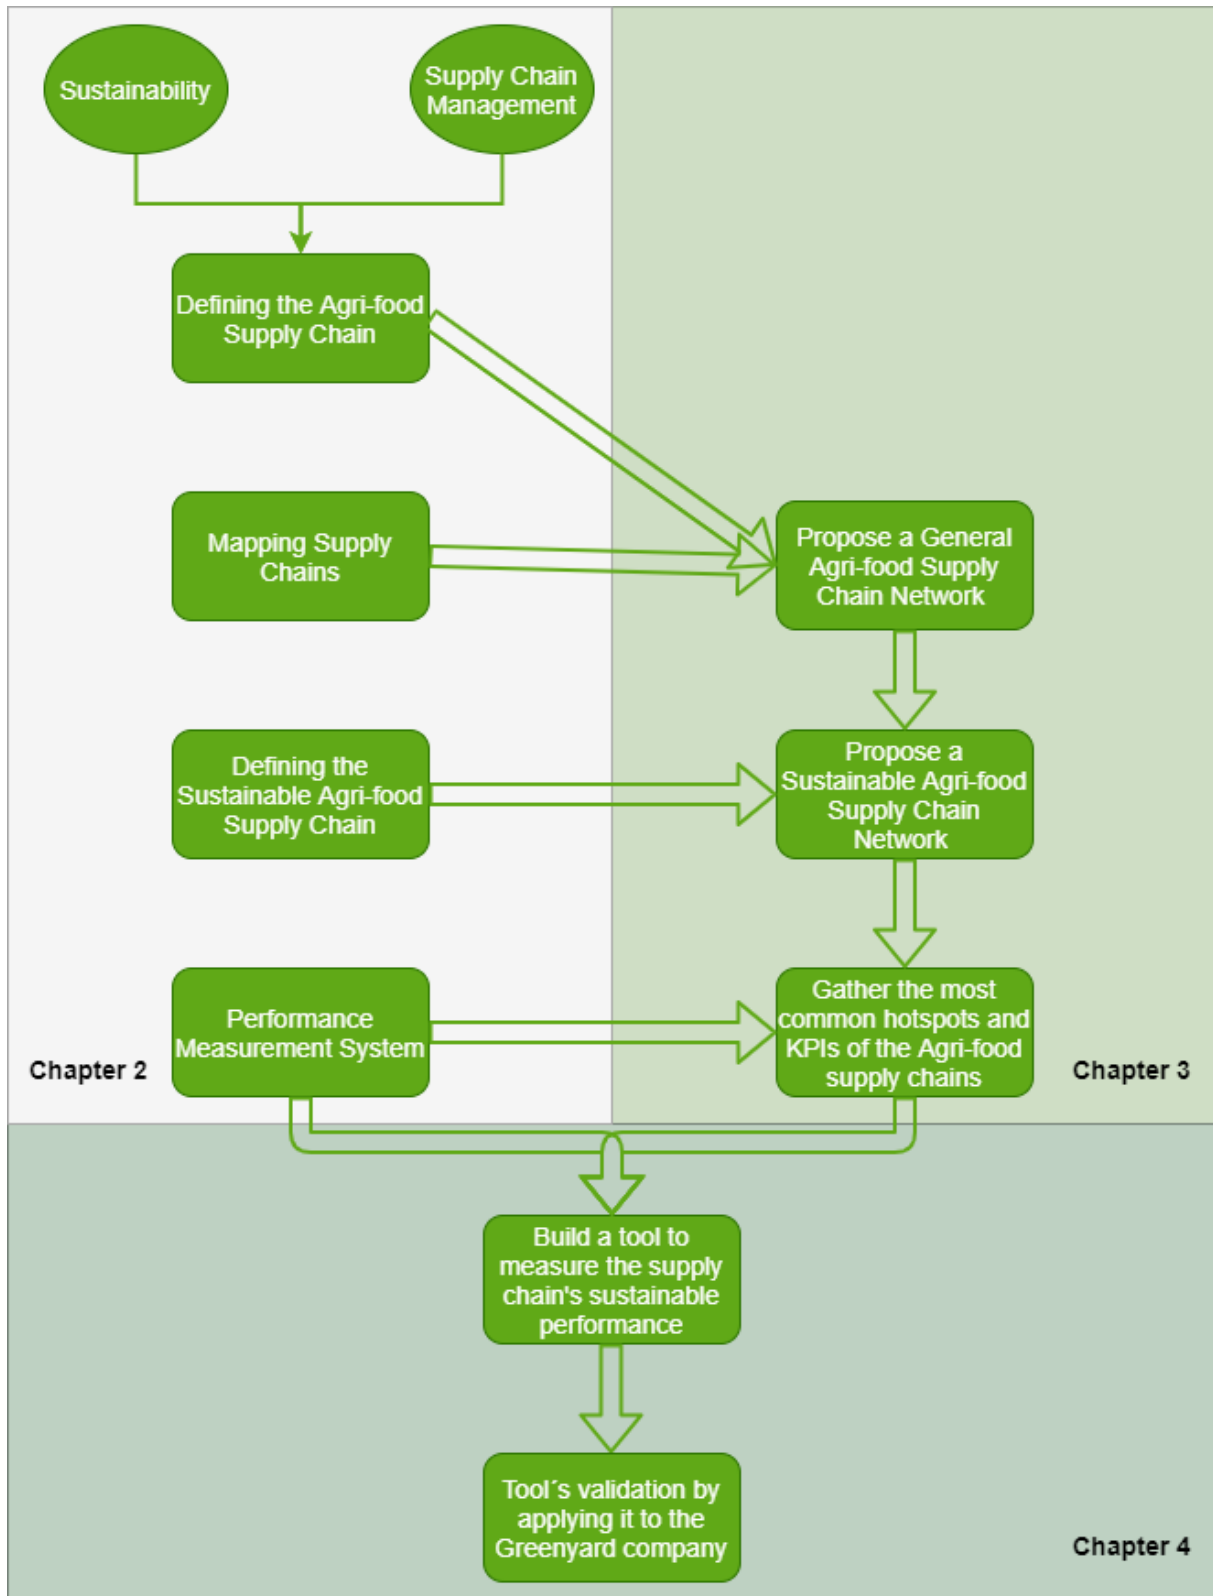 Sustainability
Supply Chain
Management
Defining the Agri-food
Supply Chain
Mapping Supply
Chains
Propose a General
Agri-food Supply
Chain Network
Defining the
Sustainable Agri-food
Supply Chain
Propose a
Sustainable Agri-food
Supply Chain
Network
Performance
Measurement System
Gather the most
common hotspots and
KPIs of the Agri-food
supply chains
Chapter 2
Chapter 3
Build a tool to
measure the supply
chain's sustainable
performance
Tool´s validation by
applying it to the
Greenyard company
Chapter 4